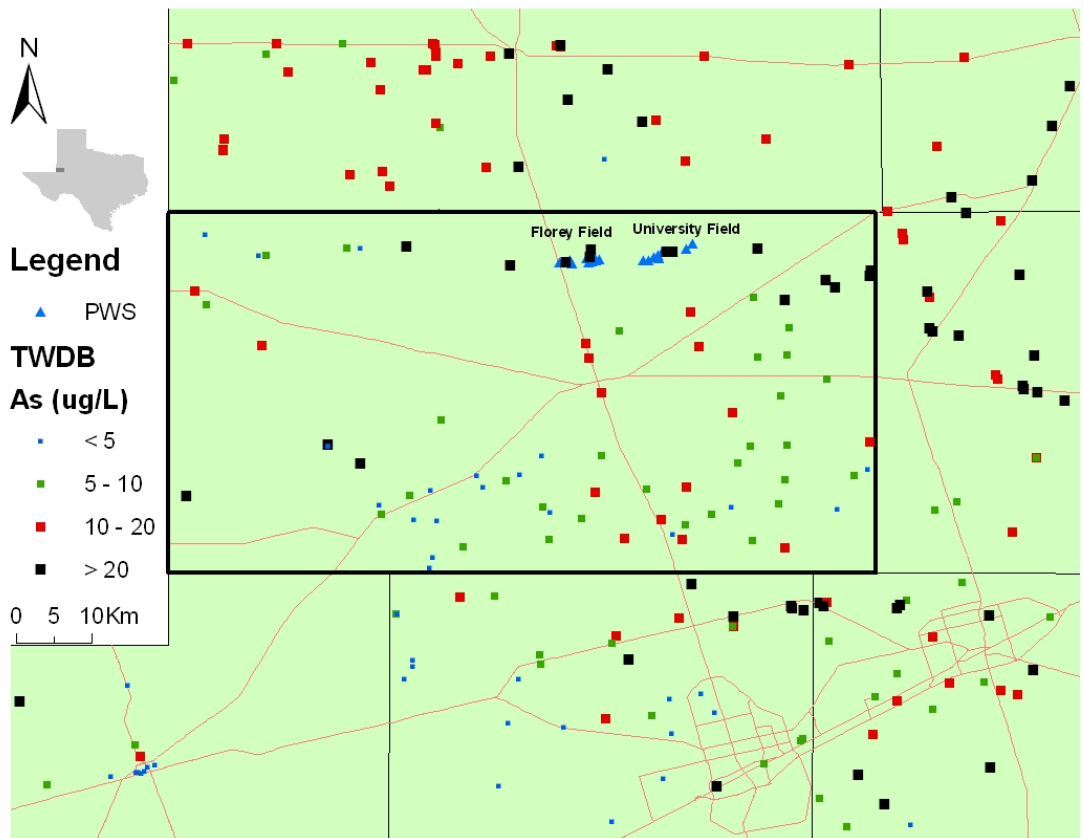 N
Legend
PWS
TWDB
As (ug/L)
< 5
5 - 10
10 - 20
> 20
0 5 10Km
Florey Field
University Field